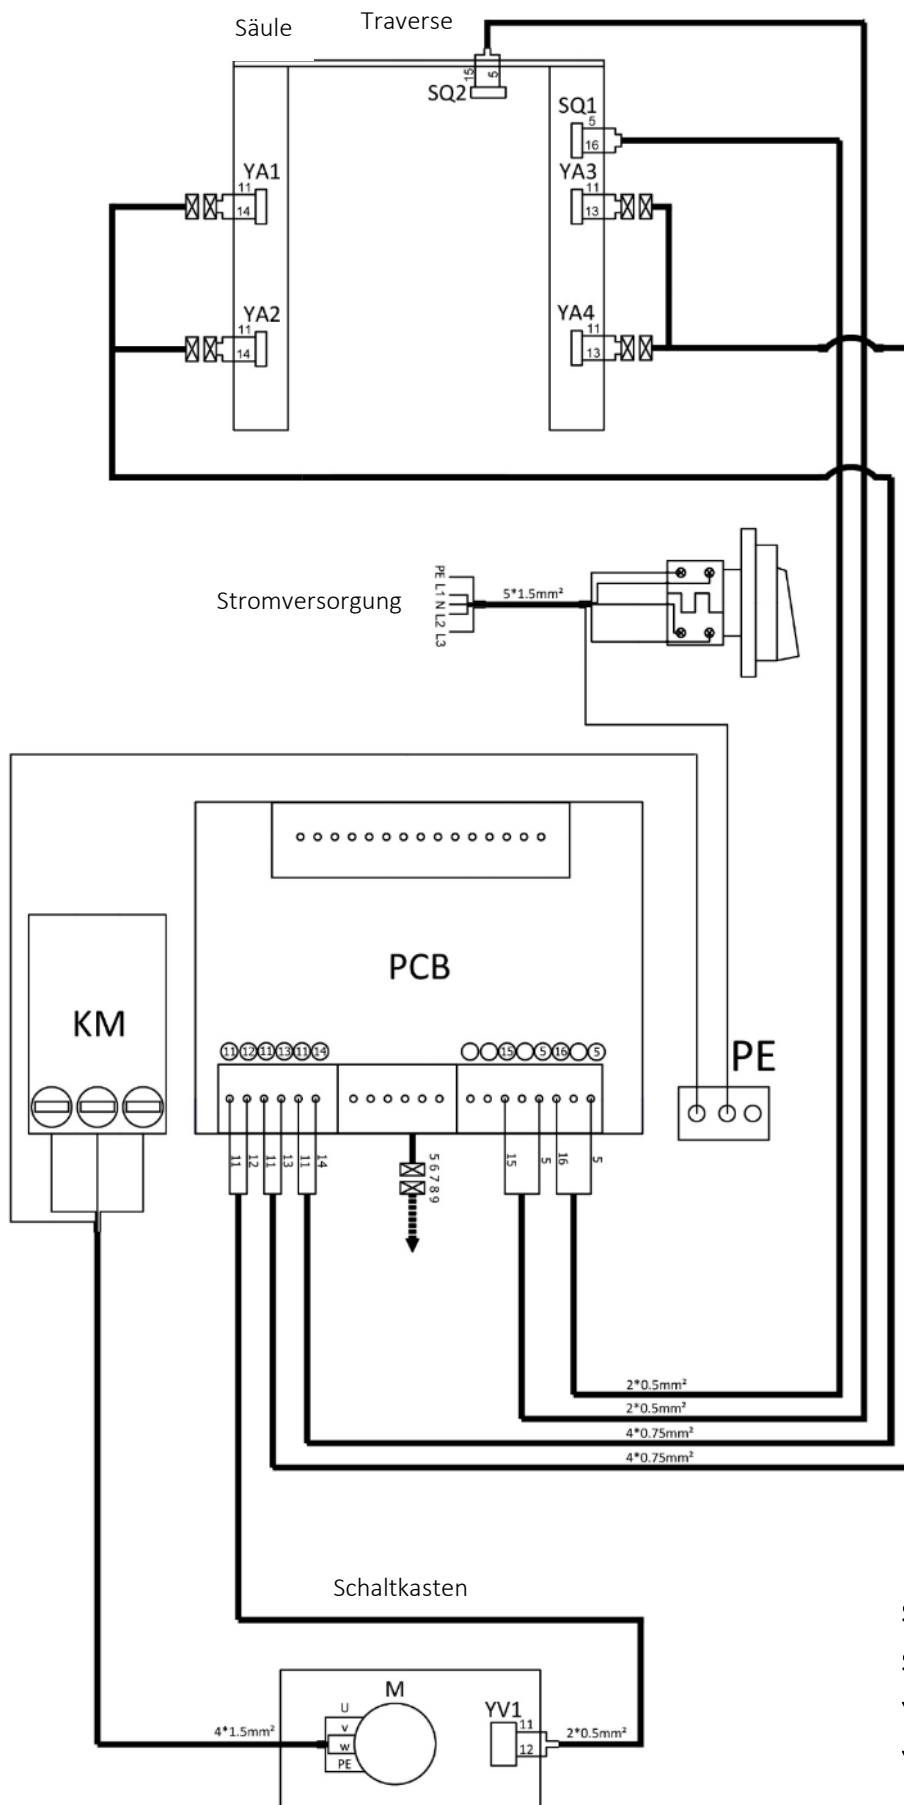 Säule
Traverse
15
5
SQ2
SQ1
5
16
YA1
11
14
YA3
11
13
YA2
11
14
YA4
11
13
Stromversorgung
PE
L1
N
L2
L3
5*1.5mm²
PCB
KM
PE
11 12 11 13 11 14
15 5 16 5
11
12
11
13
11
14
5 6 7 8 9
15
5
16
5
2*0.5mm²
2*0.5mm²
4*0.75mm²
4*0.75mm²
Schaltkasten
M
U
V
W
PE
4*1.5mm²
YV1
11
12
2*0.5mm²